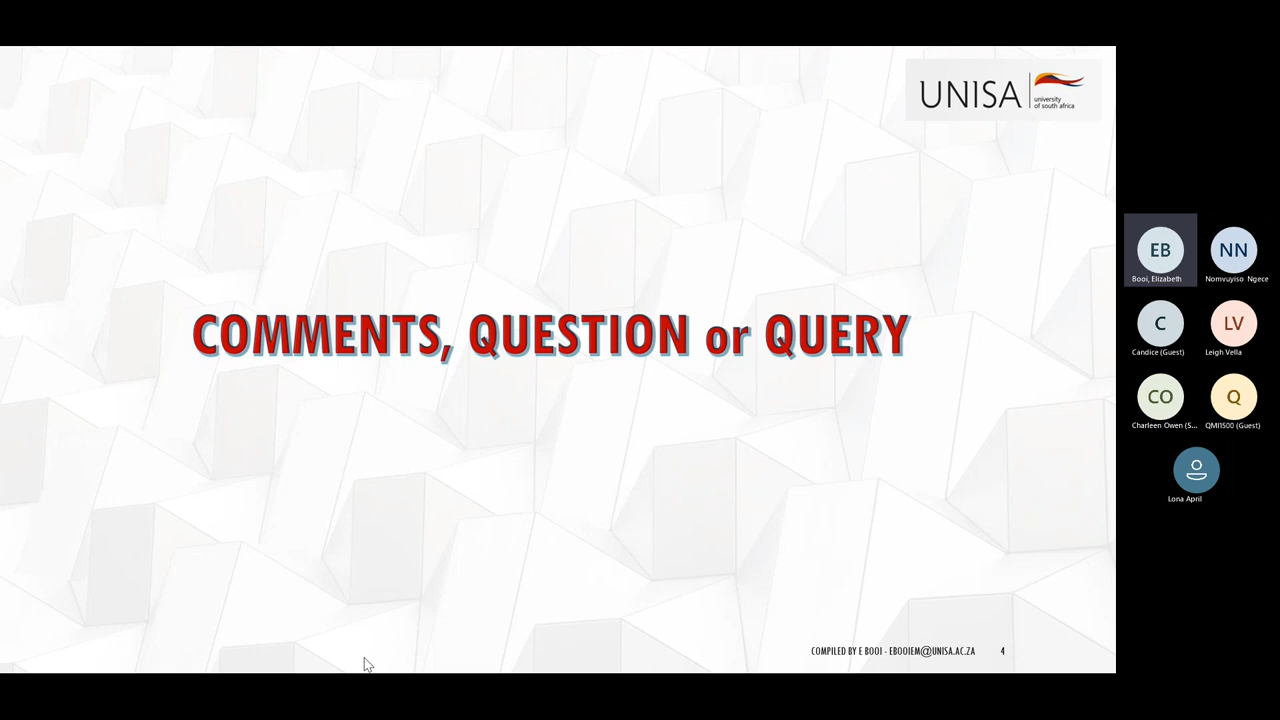 UNISA
university
of south africa
COMMENTS, QUESTION or QUERY
COMPILED BY E BOOI - EBOOIEM@UNISA.AC.ZA 4
EB
Booi, Elizabeth
NN
Nomvuyiso Ngece
C
Candice (Guest)
LV
Leigh Vella
CO
Charleen Owen (S...
Q
QMI1500 (Guest)
Lona April